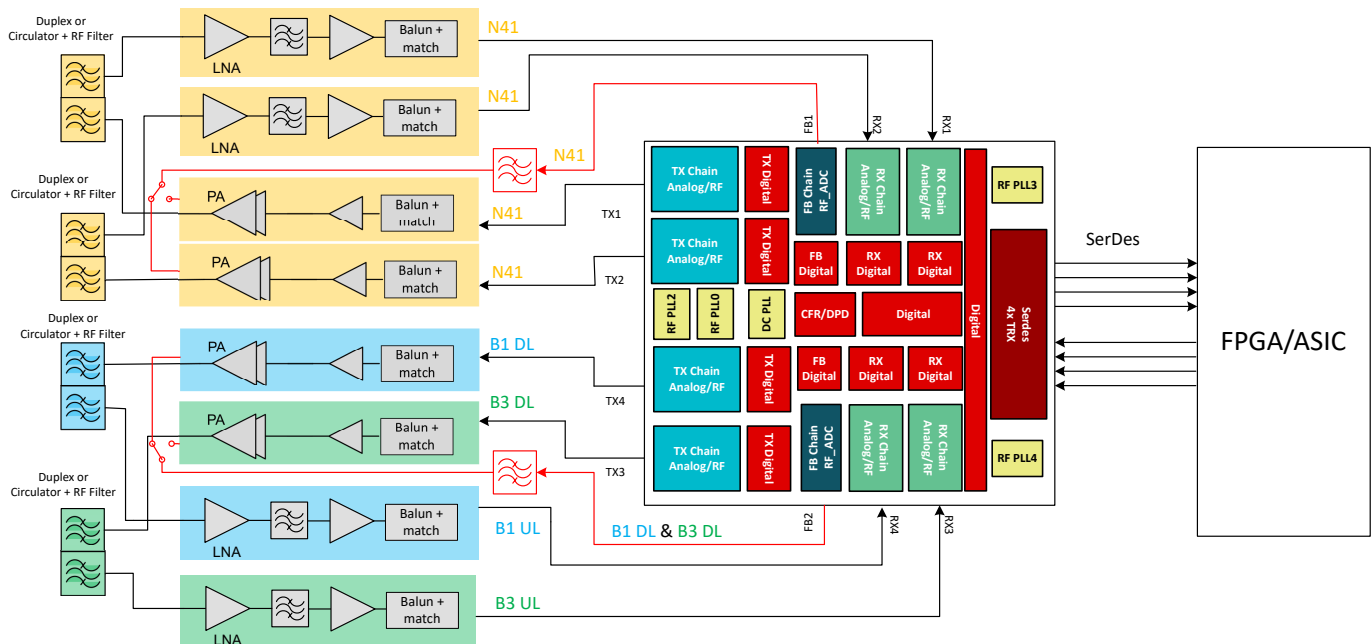 Duplex or
Circulator + RF Filter
LNA
Balun +
match
N41
LNA
Balun +
match
N41
N41
Duplex or
Circulator + RF Filter
PA
Balun +
match
N41
PA
Balun +
match
N41
Duplex or
Circulator + RF Filter
PA
Balun +
match
B1 DL
PA
Balun +
match
B3 DL
Duplex or
Circulator + RF Filter
LNA
Balun +
match
B1 UL
B1 DL & B3 DL
LNA
Balun +
match
B3 UL
FB1
RX2
RX1
TX1
TX2
TX4
TX3
FB2
RX4
RX3
TX Chain
Analog/RF
TX Digital
FB Chain
RF_ADC
RX Chain
Analog/RF
RX Chain
Analog/RF
RF PLL3
TX Chain
Analog/RF
TX Digital
FB
Digital
RX
Digital
RX
Digital
RF PLL2
RF PLL0
DC PLL
CFR/DPD
Digital
Digital
Serdes
4x TRX
TX Chain
Analog/RF
TX Digital
FB
Digital
RX
Digital
RX
Digital
TX Chain
Analog/RF
TX Digital
FB Chain
RF_ADC
RX Chain
Analog/RF
RX Chain
Analog/RF
RF PLL4
SerDes
FPGA/ASIC